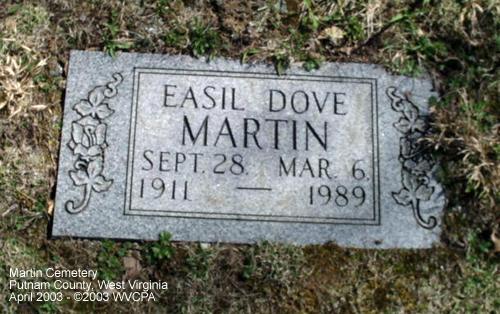 EASIL DOVE
MARTIN
SEPT. 28. MAR. 6.
1911 — 1989
Martin Cemetery
Putnam County, West Virginia
April 2003 - ©2003 WVCPA